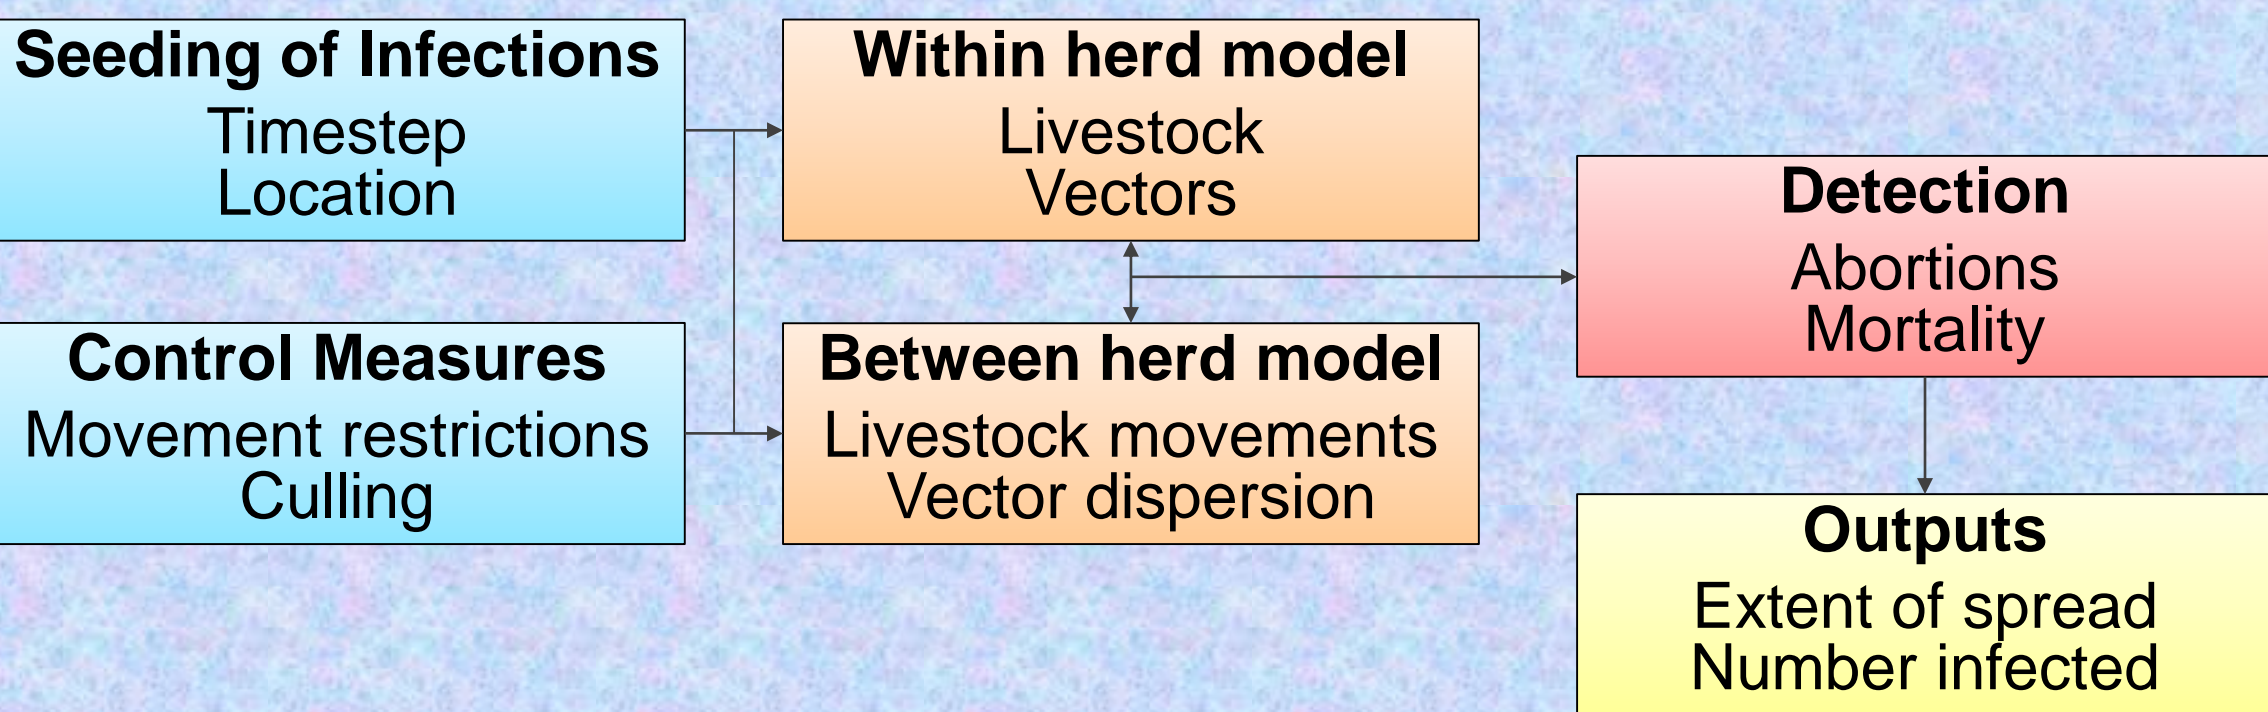 Seeding of Infections
Timestep
Location
Control Measures
Movement restrictions
Culling
Within herd model
Livestock
Vectors
Between herd model
Livestock movements
Vector dispersion
Detection
Abortions
Mortality
Outputs
Extent of spread
Number infected